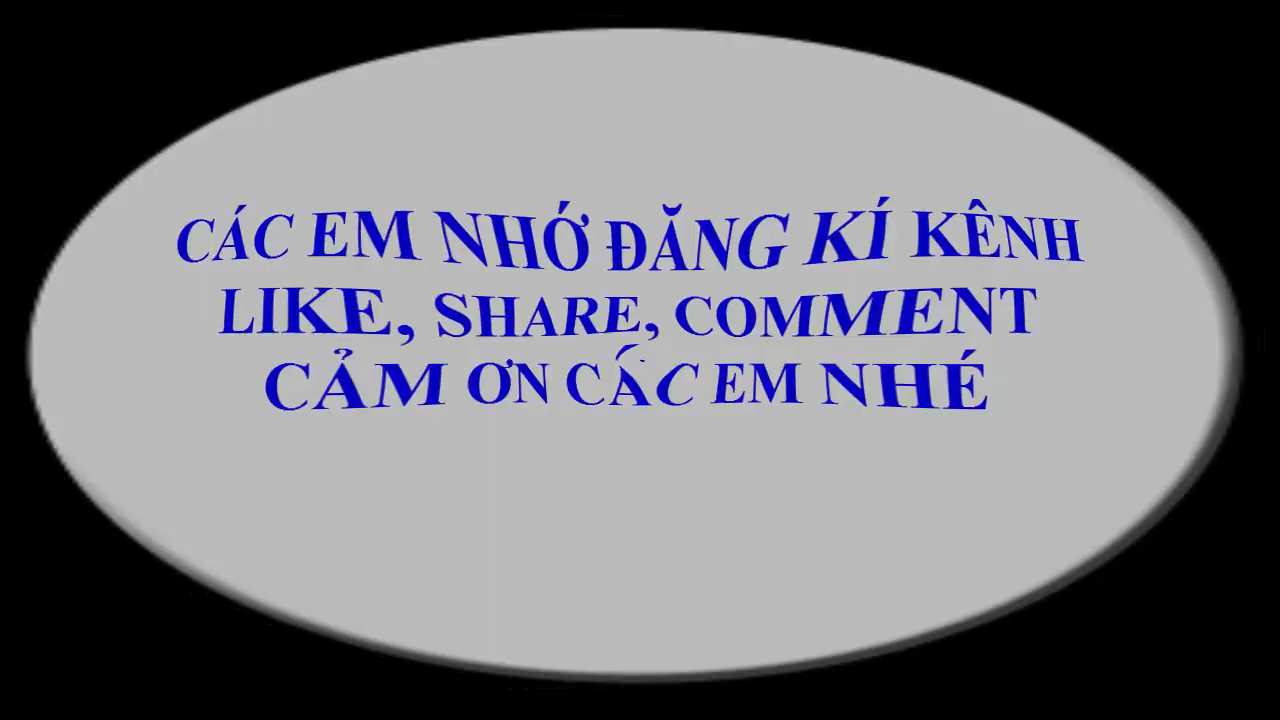 CÁC EM NHỚ ĐĂNG KÍ KÊNH
LIKE, SHARE, COMMENT
CẢM ƠN CÁC EM NHÉ